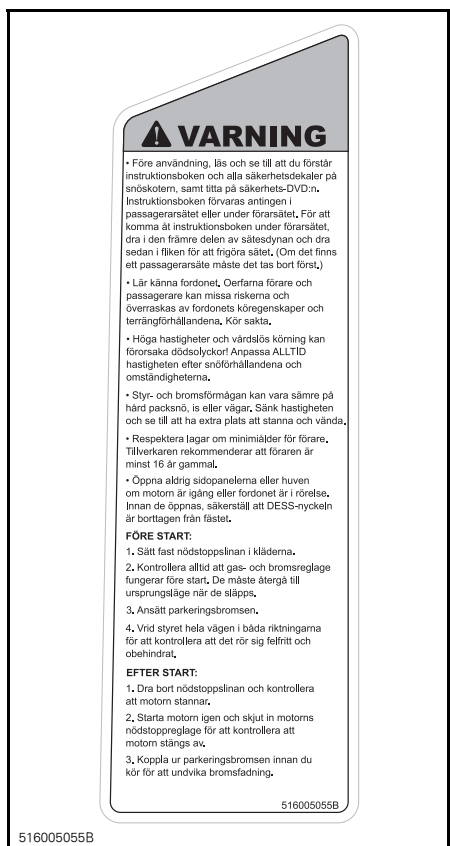 VARNING
• Före användning, läs och se till att du förstår
instruktionsboken och alla säkerhetsdekaler på
snöskotern, samt titta på säkerhets-DVD:n.
Instruktionsboken förvaras antingen i
passagerarsätet eller under förarsätet. För att
komma åt instruktionsboken under förarsätet,
dra i den främre delen av sätesdynan och dra
sedan i fliken för att frigöra sätet. (Om det finns
ett passagerarsäte måste det tas bort först.)
• Lär känna fordonet. Oerfarna förare och
passagerare kan missa riskerna och
överraskas av fordonets köregenskaper och
terrängförhållandena. Kör sakta.
• Höga hastigheter och vårdslös körning kan
förorsaka dödsolyckor! Anpassa ALLTID
hastigheten efter snöförhållandena och
omständigheterna.
• Styr- och bromsförmågan kan vara sämre på
hård packsnö, is eller vägar. Sänk hastigheten
och se till att ha extra plats att stanna och vända.
• Respektera lagar om minimiålder för förare.
Tillverkaren rekommenderar att föraren är
minst 16 år gammal.
• Öppna aldrig sidopanelerna eller huven
om motorn är igång eller fordonet är i rörelse.
Innan de öppnas, säkerställ att DESS-nyckeln
är borttagen från fästet.
FÖRE START:
1. Sätt fast nödstoppslinan i kläderna.
2. Kontrollera alltid att gas- och bromsreglage
fungerar före start. De måste återgå till
ursprungsläge när de släpps.
3. Ansätt parkeringsbromsen.
4. Vrid styret hela vägen i båda riktningarna
för att kontrollera att det rör sig felfritt och
obehindrat.
EFTER START:
1. Dra bort nödstoppslinan och kontrollera
att motorn stannar.
2. Starta motorn igen och skjut in motorns
nödstoppreglage för att kontrollera att
motorn stängs av.
3. Koppla ur parkeringsbromsen innan du
kör för att undvika bromsfadning.
516005055B
516005055B